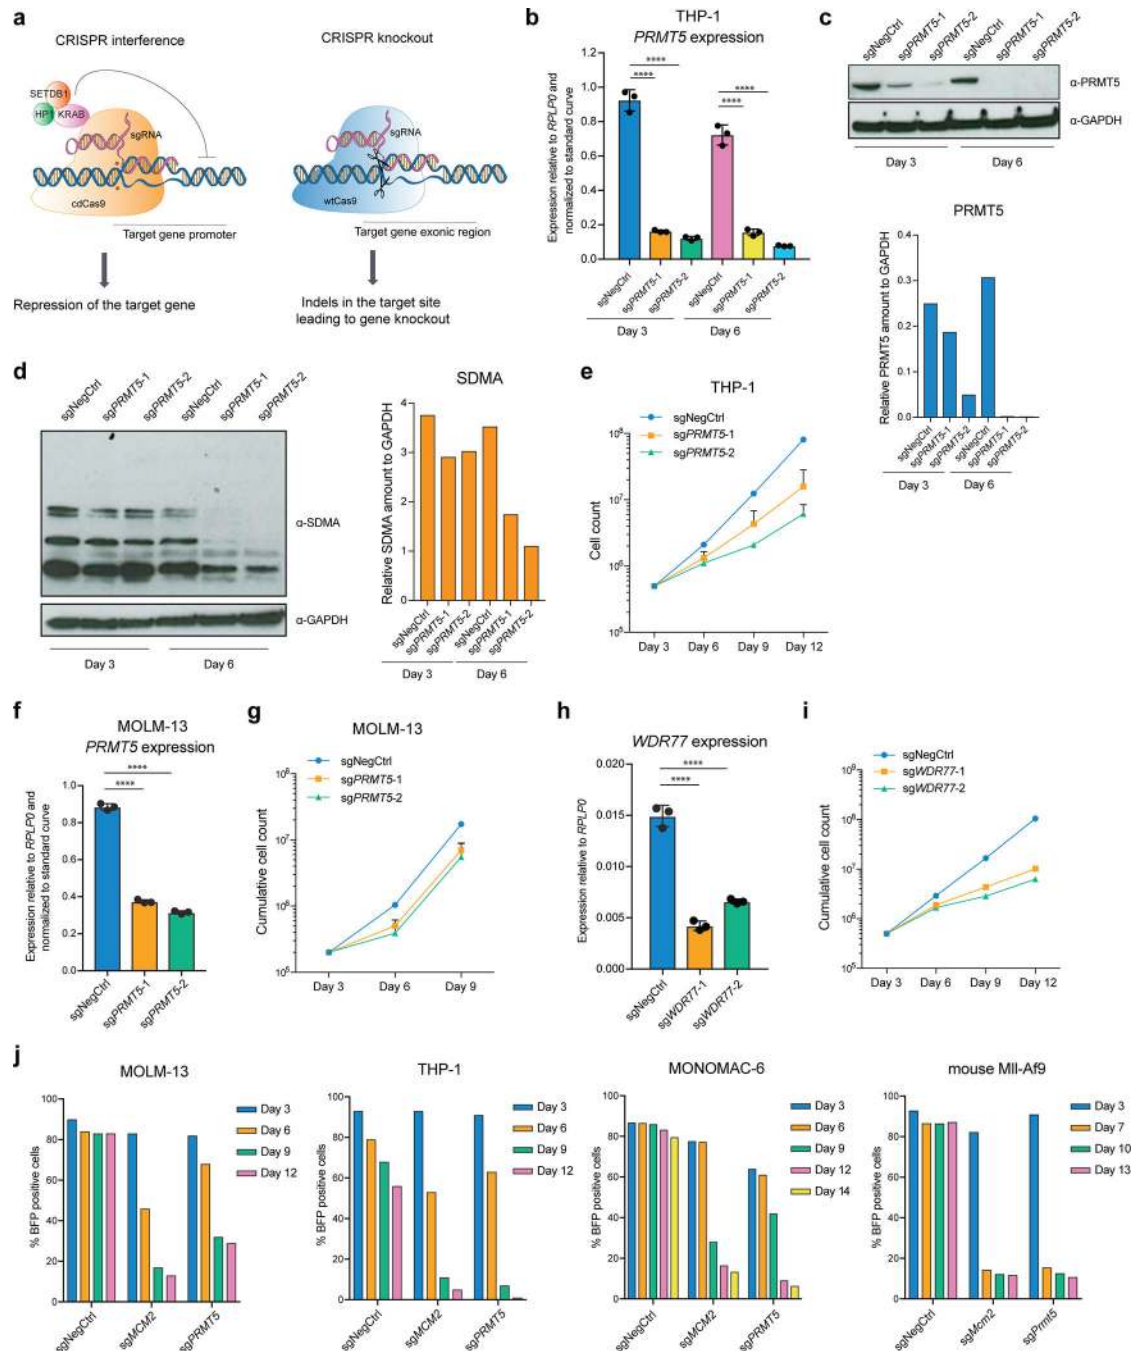 a
CRISPR interference
CRISPR knockout
SETDB1
HP1
KRAB
sgRNA
sgRNA
cdCas9
wtCas9
Target gene promoter
Target gene exonic region
Repression of the target gene
Indels in the target site
leading to gene knockout
b
THP-1
PRMT5 expression
Expression relative to RPLP0 and
normalized to standard curve
1.2
1.0
0.8
0.6
0.4
0.2
0.0
****
****
****
****
sgNegCtrl
sgPRMT5-1
sgPRMT5-2
sgNegCtrl
sgPRMT5-1
sgPRMT5-2
Day 3
Day 6
c
sgNegCtrl
sgPRMT5-1
sgPRMT5-2
sgNegCtrl
sgPRMT5-1
sgPRMT5-2
α-PRMT5
α-GAPDH
Day 3
Day 6
PRMT5
Relative PRMT5 amount to GAPDH
0.4
0.3
0.2
0.1
0.0
sgNegCtrl
sgPRMT5-1
sgPRMT5-2
sgNegCtrl
sgPRMT5-1
sgPRMT5-2
Day 3
Day 6
d
sgNegCtrl
sgPRMT5-1
sgPRMT5-2
sgNegCtrl
sgPRMT5-1
sgPRMT5-2
α-SDMA
α-GAPDH
Day 3
Day 6
SDMA
Relative SDMA amount to GAPDH
4
3
2
1
0
sgNegCtrl
sgPRMT5-1
sgPRMT5-2
sgNegCtrl
sgPRMT5-1
sgPRMT5-2
Day 3
Day 6
e
THP-1
sgNegCtrl
sgPRMT5-1
sgPRMT5-2
Cell count
10⁸
10⁷
10⁶
10⁵
Day 3
Day 6
Day 9
Day 12
f
MOLM-13
PRMT5 expression
Expression relative to RPLP0 and
normalized to standard curve
1.0
0.8
0.6
0.4
0.2
0.0
****
****
sgNegCtrl
sgPRMT5-1
sgPRMT5-2
g
MOLM-13
sgNegCtrl
sgPRMT5-1
sgPRMT5-2
Cumulative cell count
10⁷
Day 3
Day 6
Day 9
h
WDR77 expression
Expression relative to RPLP0
0.020
0.015
0.010
0.005
0.000
****
****
sgNegCtrl
sgWDR77-1
sgWDR77-2
i
sgNegCtrl
sgWDR77-1
sgWDR77-2
Cumulative cell count
10⁹
10⁸
10⁷
10⁶
10⁵
Day 3
Day 6
Day 9
Day 12
j
MOLM-13
% BFP positive cells
100
80
60
40
20
0
Day 3
Day 6
Day 9
Day 12
sgNegCtrl
sgMCM2
sgPRMT5
THP-1
% BFP positive cells
100
80
60
40
20
0
Day 3
Day 6
Day 9
Day 12
sgNegCtrl
sgMCM2
sgPRMT5
MONOMAC-6
% BFP positive cells
100
80
60
40
20
0
Day 3
Day 6
Day 9
Day 12
Day 14
sgNegCtrl
sgMCM2
sgPRMT5
mouse Mll-Af9
% BFP positive cells
100
80
60
40
20
0
Day 3
Day 7
Day 10
Day 13
sgNegCtrl
sgMcm2
sgPrmt5